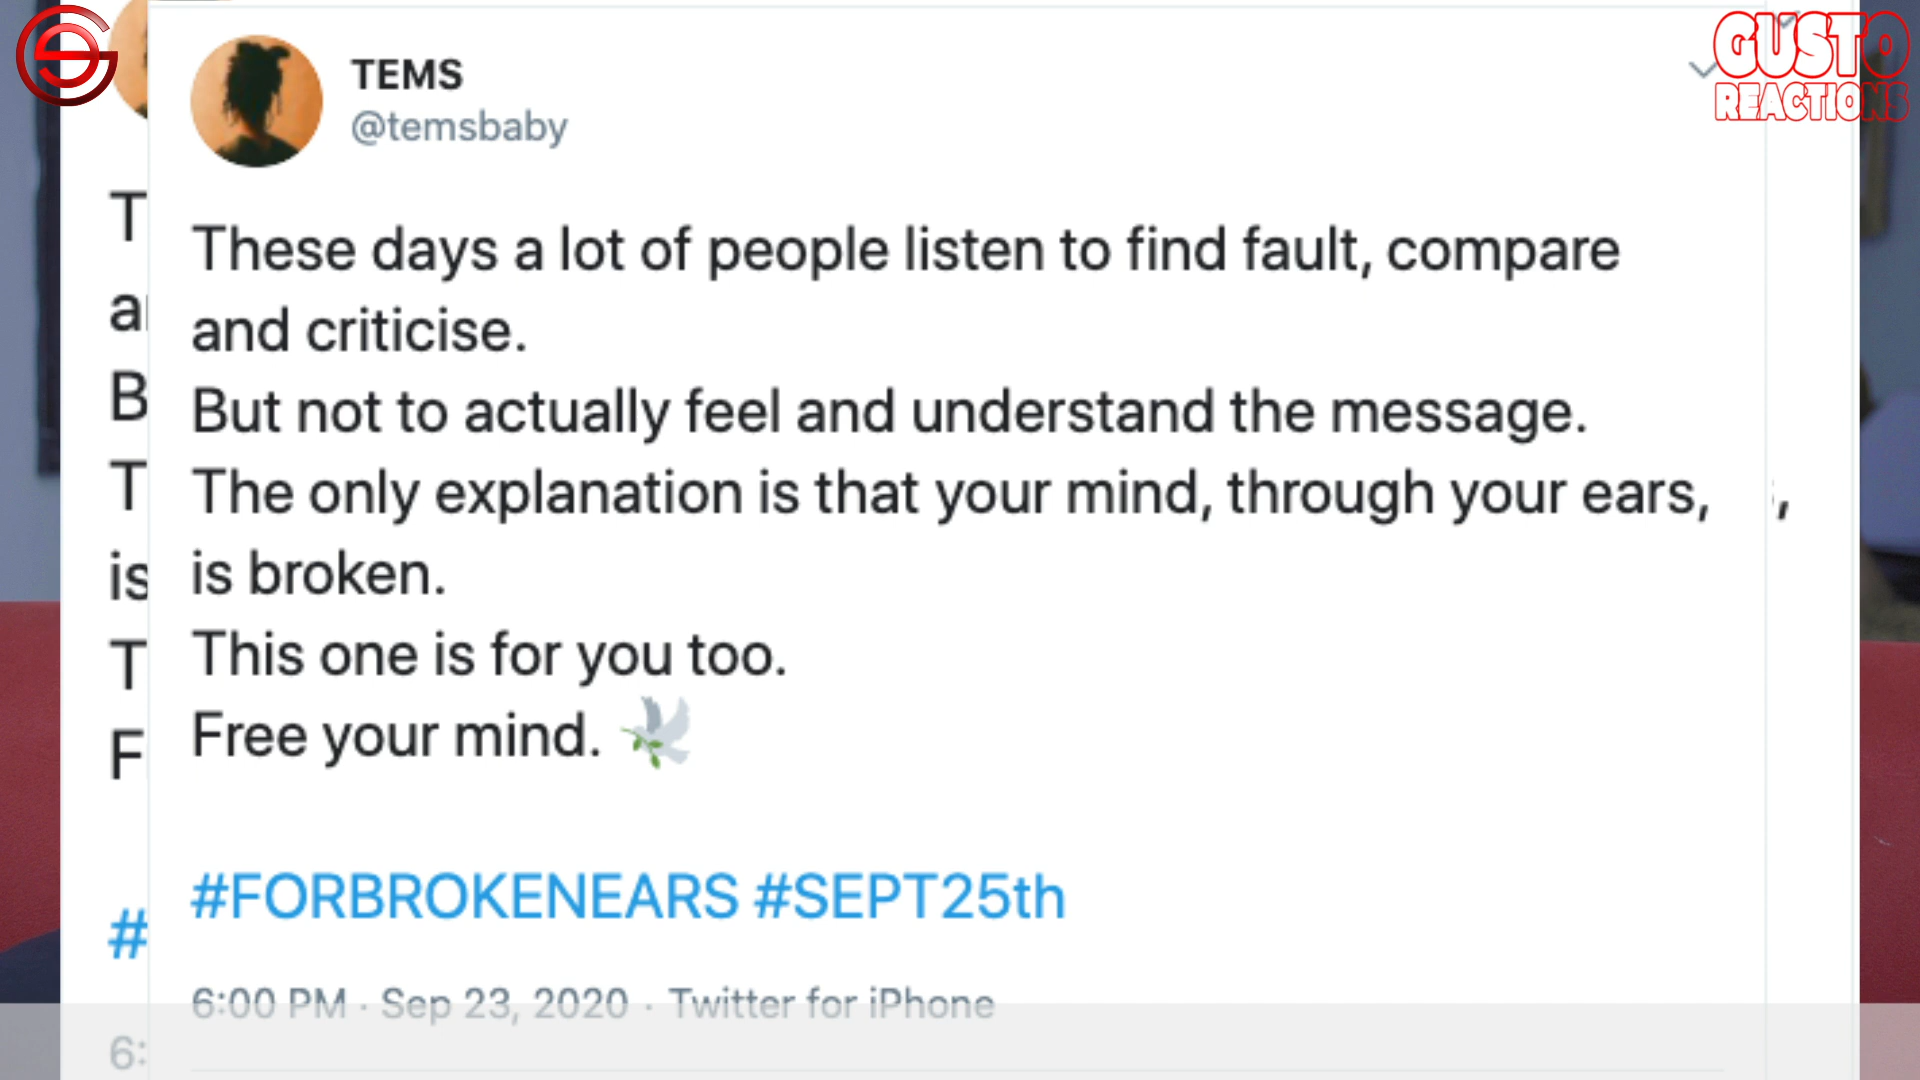 TEMS
@temsbaby
GUSTO
REACTIONS
These days a lot of people listen to find fault, compare
and criticise.
But not to actually feel and understand the message.
The only explanation is that your mind, through your ears,
is broken.
This one is for you too.
Free your mind. 🕊
#FORBROKENEARS #SEPT25th
6:00 PM · Sep 23, 2020 · Twitter for iPhone